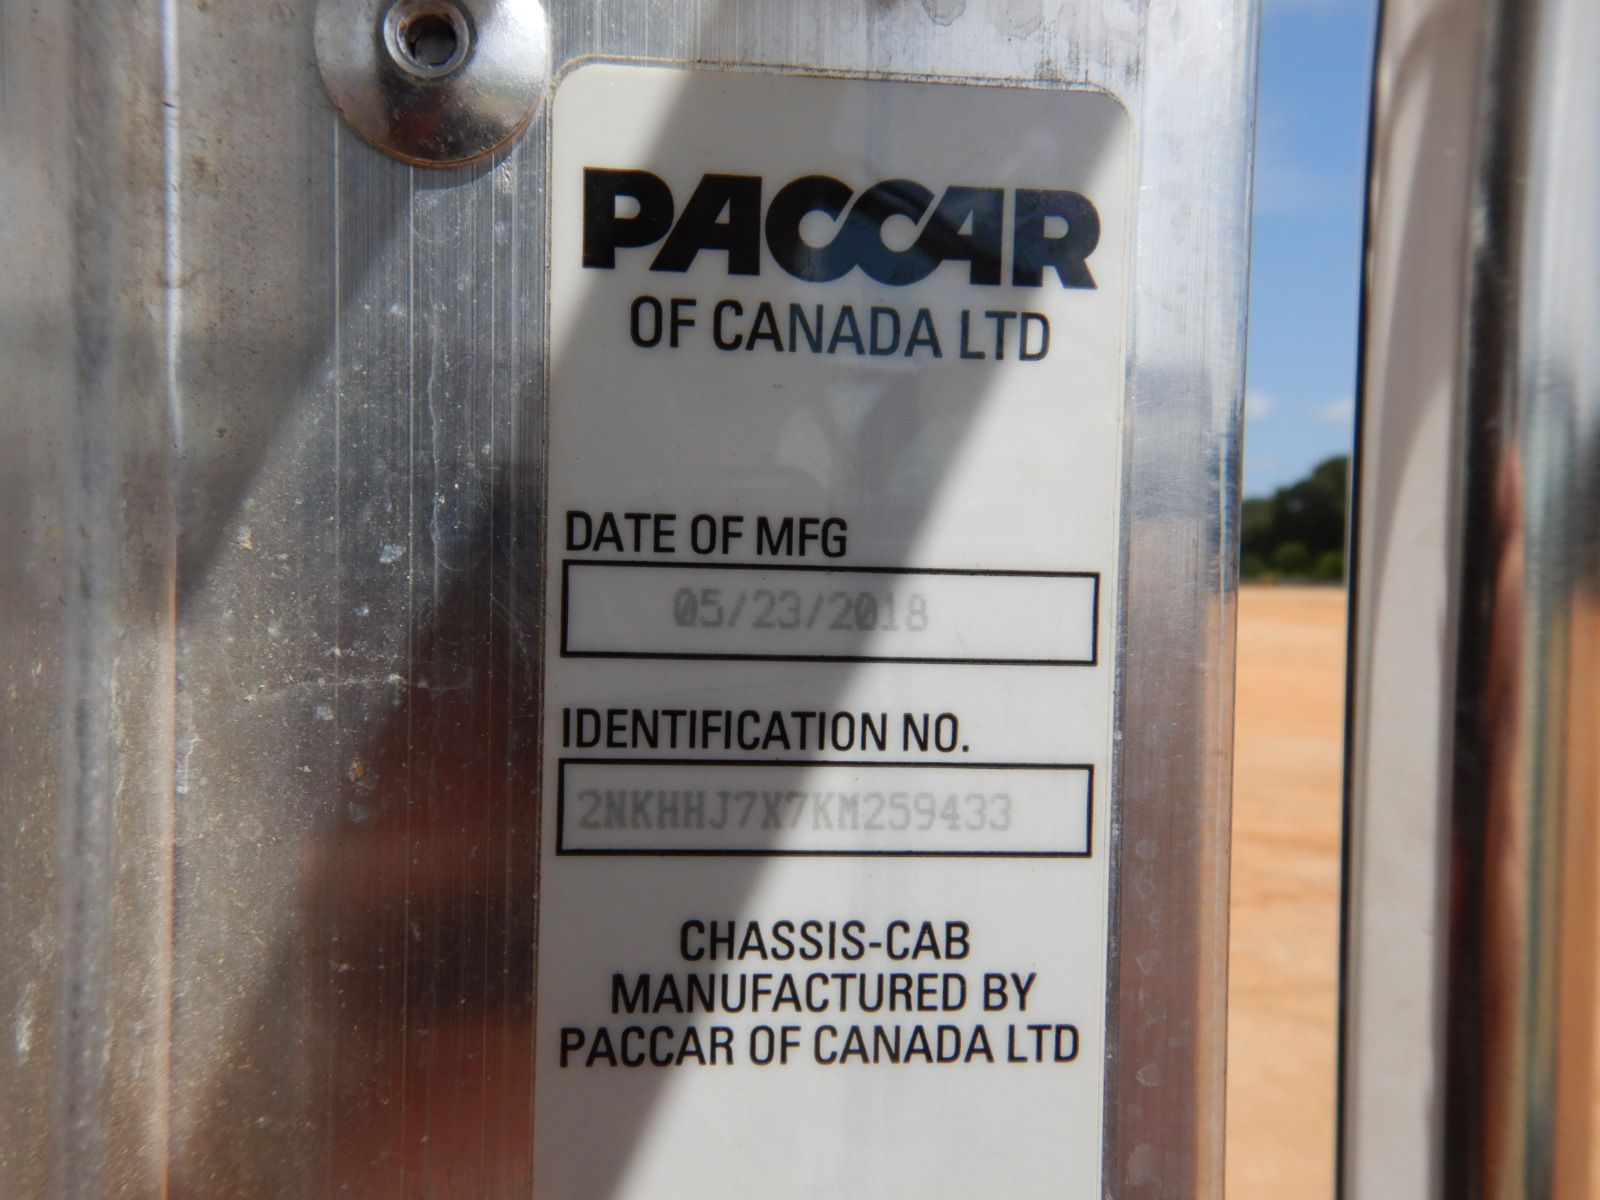 PACCAR
OF CANADA LTD
DATE OF MFG
05/23/2018
IDENTIFICATION NO.
2NKHHJ7X7KM259433
CHASSIS-CAB
MANUFACTURED BY
PACCAR OF CANADA LTD